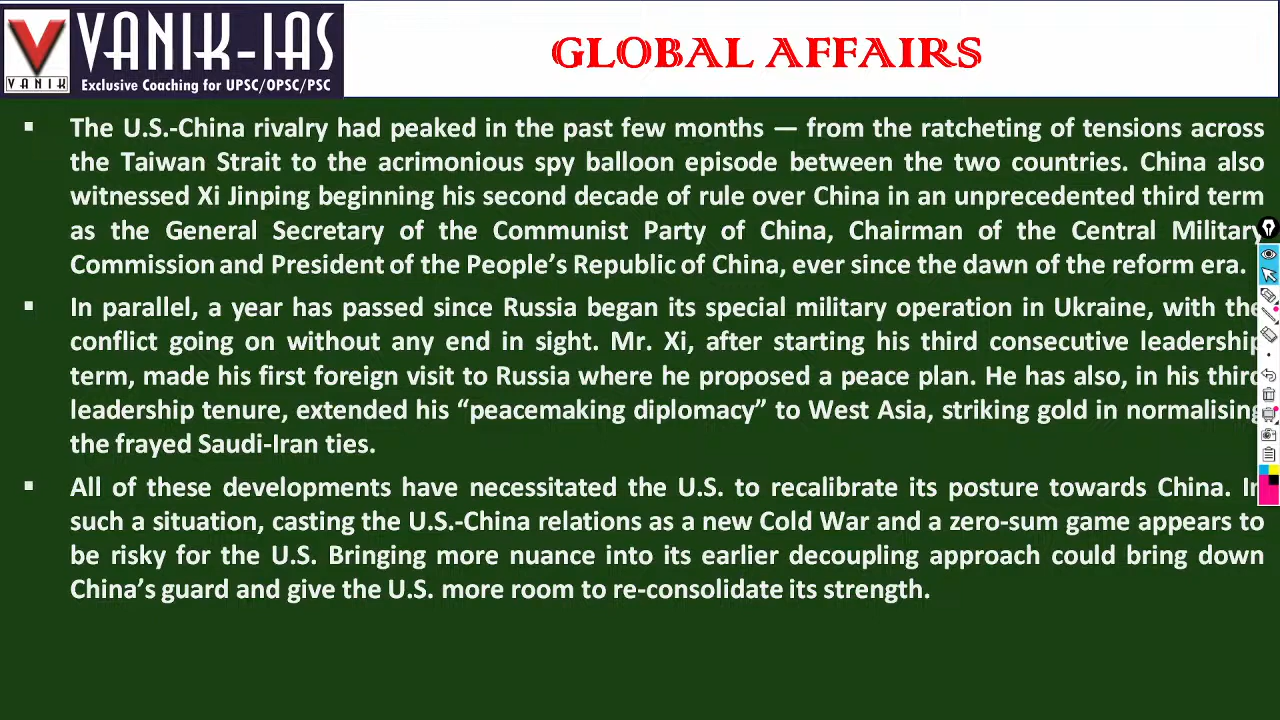 VANIK-IAS
VANIK
Exclusive Coaching for UPSC/OPSC/PSC
GLOBAL AFFAIRS
▪ The U.S.-China rivalry had peaked in the past few months — from the ratcheting of tensions across
the Taiwan Strait to the acrimonious spy balloon episode between the two countries. China also
witnessed Xi Jinping beginning his second decade of rule over China in an unprecedented third term
as the General Secretary of the Communist Party of China, Chairman of the Central Military
Commission and President of the People’s Republic of China, ever since the dawn of the reform era.
▪ In parallel, a year has passed since Russia began its special military operation in Ukraine, with the
conflict going on without any end in sight. Mr. Xi, after starting his third consecutive leadership
term, made his first foreign visit to Russia where he proposed a peace plan. He has also, in his third
leadership tenure, extended his “peacemaking diplomacy” to West Asia, striking gold in normalising
the frayed Saudi-Iran ties.
▪ All of these developments have necessitated the U.S. to recalibrate its posture towards China. In
such a situation, casting the U.S.-China relations as a new Cold War and a zero-sum game appears to
be risky for the U.S. Bringing more nuance into its earlier decoupling approach could bring down
China’s guard and give the U.S. more room to re-consolidate its strength.